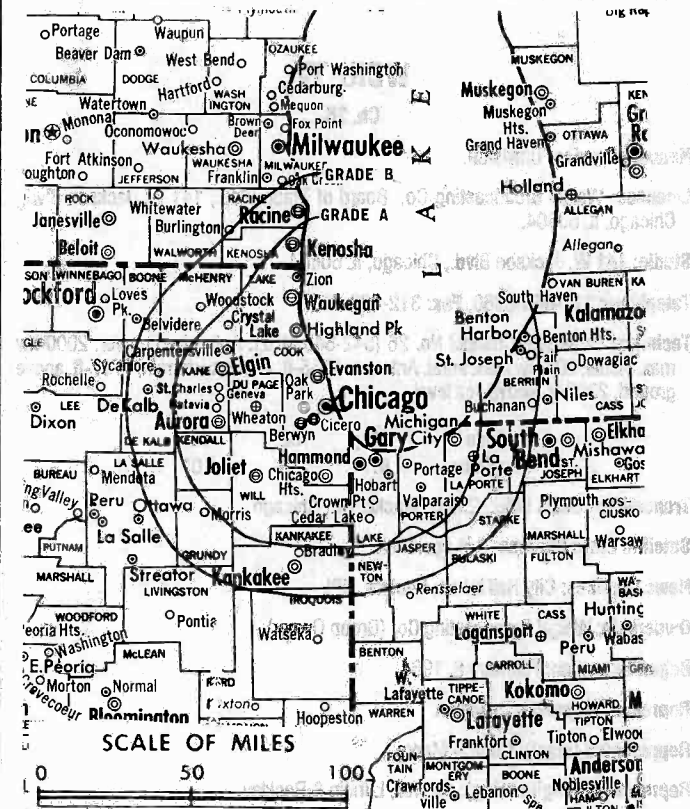 Portage
Waupun
Beaver Dam
West Bend
OZAUKEE
Port Washington
MUSKEGON
COLUMBIA
DODGE
Hartford
WASH
INGTON
Cedarburg
Mequon
Muskegon
Watertown
Monona
Oconomowoc
Brown
Deer
Fox Point
Muskegon
Hts.
OTTAWA
Grand Haven
Waukesha
Milwaukee
Grandville
WAUKESHA
MILWAUKEE
Fort Atkinson
JEFFERSON
Franklin
GRADE B
Holland
ROCK
Whitewater
RACINE
Racine
GRADE A
ALLEGAN
Janesville
Burlington
L A K E
Beloit
WALWORTH
KENOSHA
Kenosha
Allegan
WINNEBAGO
BOONE
McHENRY
LAKE
Zion
VAN BUREN
Loves
Pk.
Woodstock
Waukegan
South Haven
Belvidere
Crystal
Lake
Highland Pk
Benton
Harbor
Benton Hts.
Carpentersville
COOK
St. Joseph
Fair
Plain
Dowagiac
Sycamore
KANE
Elgin
Evanston
BERRIEN
Rochelle
St. Charles
DU PAGE
Oak
Park
Geneva
Batavia
Chicago
Buchanan
Niles
CASS
LEE
De Kalb
Aurora
Wheaton
Cicero
Michigan
City
Dixon
Berwyn
Gary
South
Bend
DE KALB
KENDALL
Hammond
La
Porte
ST.
JOSEPH
LA SALLE
Joliet
Chicago
Hts.
Hobart
Portage
LA PORTE
ELKHART
BUREAU
Mendota
WILL
Crown Pt
Valparaiso
Plymouth
KOS-
CIUSKO
Peru
Ottawa
Morris
Cedar Lake
PORTER
STARKE
La Salle
KANKAKEE
LAKE
MARSHALL
Warsaw
PUTNAM
GRUNDY
Bradley
JASPER
PULASKI
FULTON
MARSHALL
Streator
Kankakee
NEW-
TON
LIVINGSTON
IROQUOIS
Rensselaer
WOODFORD
Pontia
WHITE
CASS
Hunting
Washington
Watseka
Logansport
Peru
Wabas
McLEAN
BENTON
E.Peoria
CARROLL
MIAMI
Morton
Normal
W.
Lafayette
TIPPE-
CANOE
Kokomo
HOWARD
Bloomington
Hoopeston
WARREN
Lafayette
TIPTON
SCALE OF MILES
Frankfort
Tipton
FOUN-
TAIN
CLINTON
0 50 100
MONTGOM
ERY
BOONE
Anderson
Noblesville
Crawfords-
ville
Lebanon